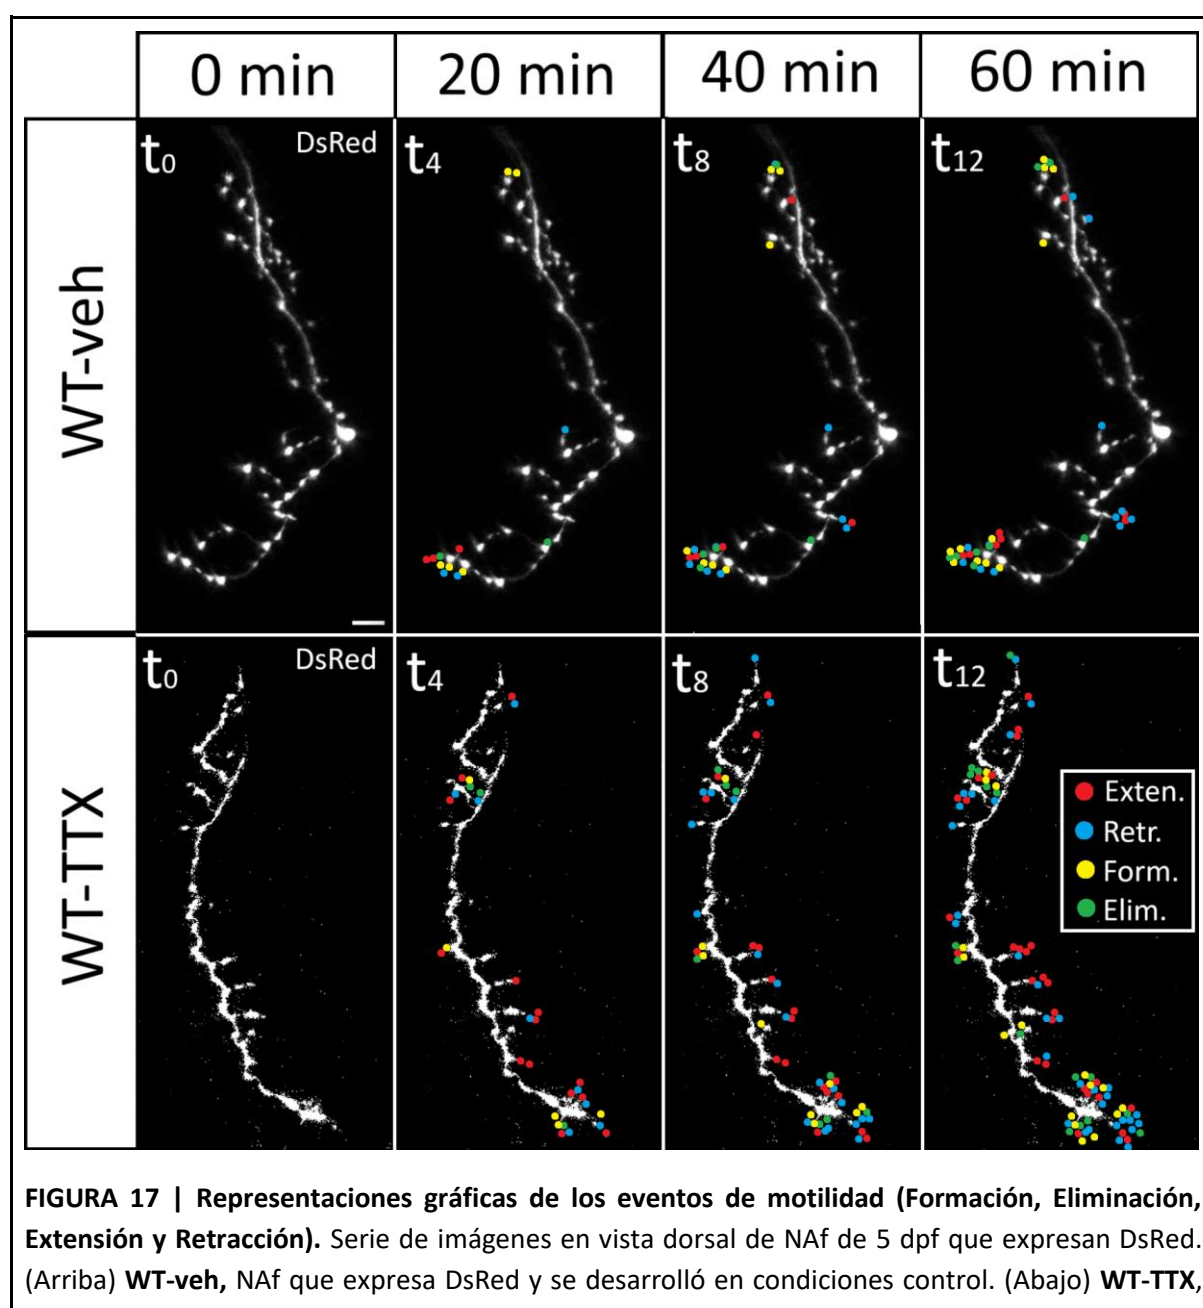 0 min 20 min 40 min 60 min
WT-veh
t0 DsRed t4 t8 t12
WT-TTX
t0 DsRed t4 t8 t12
Exten.
Retr.
Form.
Elim.
FIGURA 17 | Representaciones gráficas de los eventos de motilidad (Formación, Eliminación,
Extensión y Retracción). Serie de imágenes en vista dorsal de NAf de 5 dpf que expresan DsRed.
(Arriba) WT-veh, NAf que expresa DsRed y se desarrolló en condiciones control. (Abajo) WT-TTX,